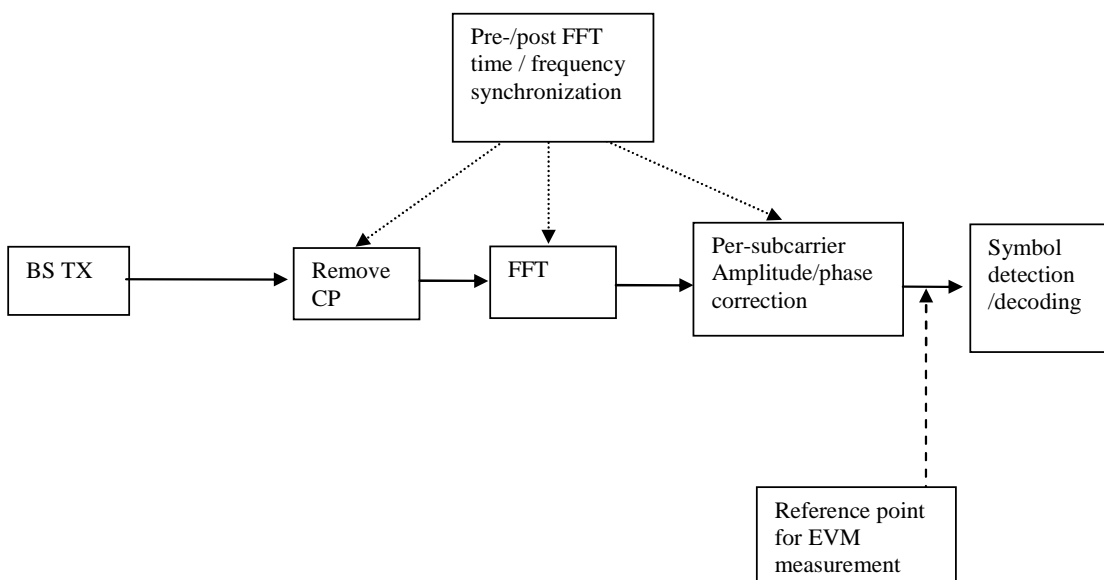 Pre-/post FFT
time / frequency
synchronization
BS TX
Remove
CP
FFT
Per-subcarrier
Amplitude/phase
correction
Symbol
detection
/decoding
Reference point
for EVM
measurement